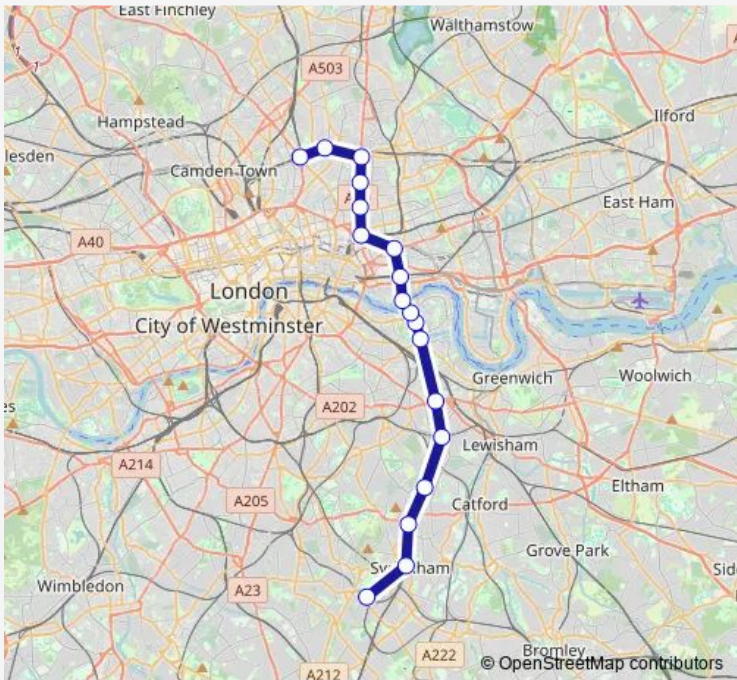 East Finchley
Walthamstow
A503
Ilford
Hampstead
lesden
Camden Town
East Ham
A40
London
City of Westminster
Greenwich
Woolwich
es
A202
Lewisham
A214
A205
Eltham
Catford
Grove Park
Wimbledon
A23
Sid
A222
Bromley
A212
© OpenStreetMap contributors